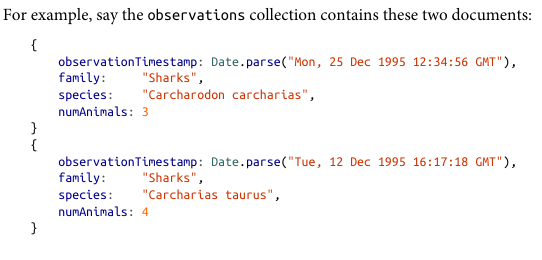 For example, say the observations collection contains these two documents:
{
    observationTimestamp: Date.parse("Mon, 25 Dec 1995 12:34:56 GMT"),
    family:     "Sharks",
    species:    "Carcharodon carcharias",
    numAnimals: 3
}
{
    observationTimestamp: Date.parse("Tue, 12 Dec 1995 16:17:18 GMT"),
    family:     "Sharks",
    species:    "Carcharias taurus",
    numAnimals: 4
}